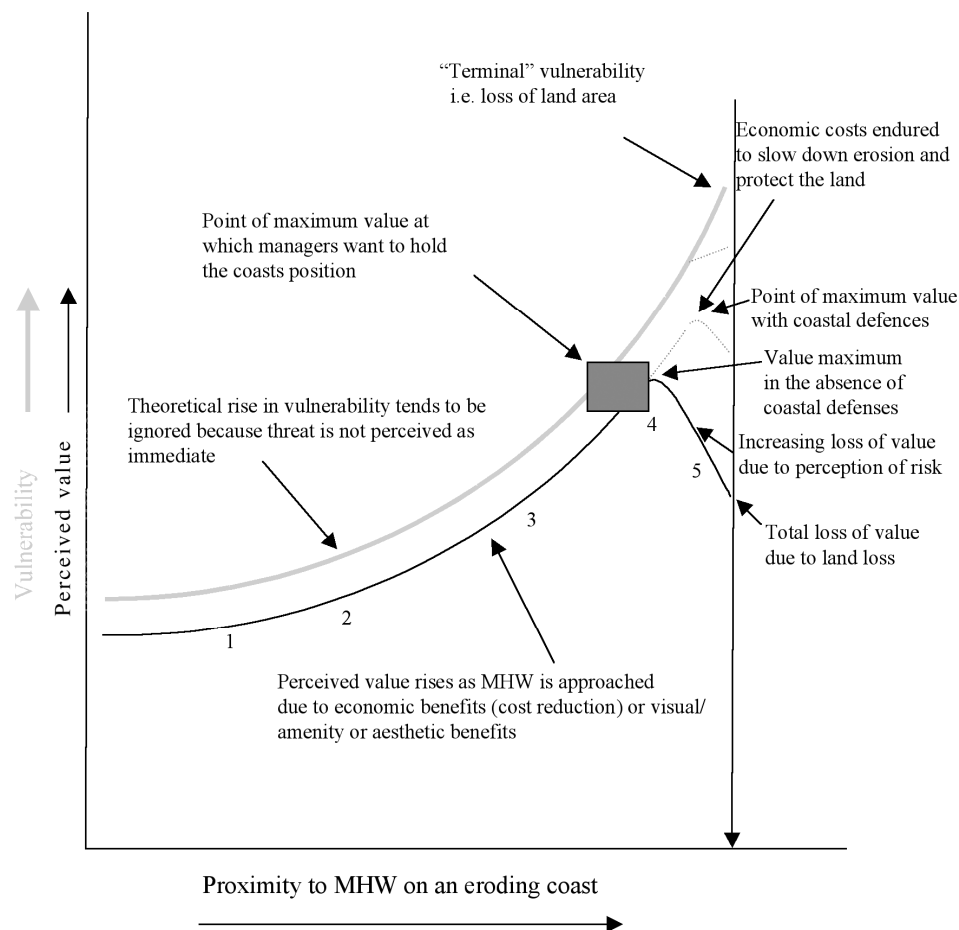 “Terminal” vulnerability
i.e. loss of land area
Economic costs endured
to slow down erosion and
protect the land
Point of maximum value at
which managers want to hold
the coasts position
Point of maximum value
with coastal defences
Value maximum
in the absence of
coastal defenses
Theoretical rise in vulnerability tends to be
ignored because threat is not perceived as
immediate
4
Increasing loss of value
due to perception of risk
5
3
Total loss of value
due to land loss
Vulnerability
Perceived value
2
1
Perceived value rises as MHW is approached
due to economic benefits (cost reduction) or visual/
amenity or aesthetic benefits
Proximity to MHW on an eroding coast